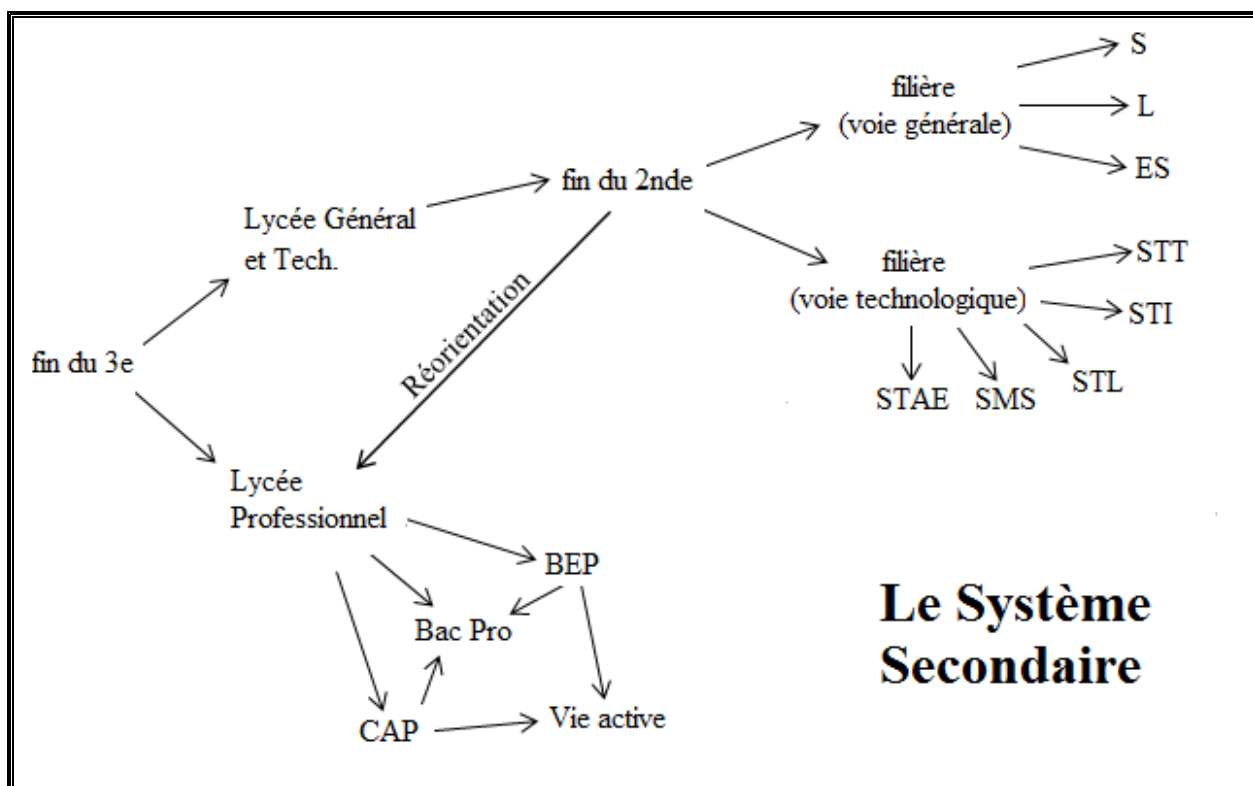 S
filière
(voie générale)
L
ES
fin du 2nde
Lycée Général
et Tech.
STT
filière
(voie technologique)
STI
STL
STAE
SMS
Réorientation
fin du 3e
Lycée
Professionnel
BEP
Bac Pro
CAP
Vie active
Le Système
Secondaire